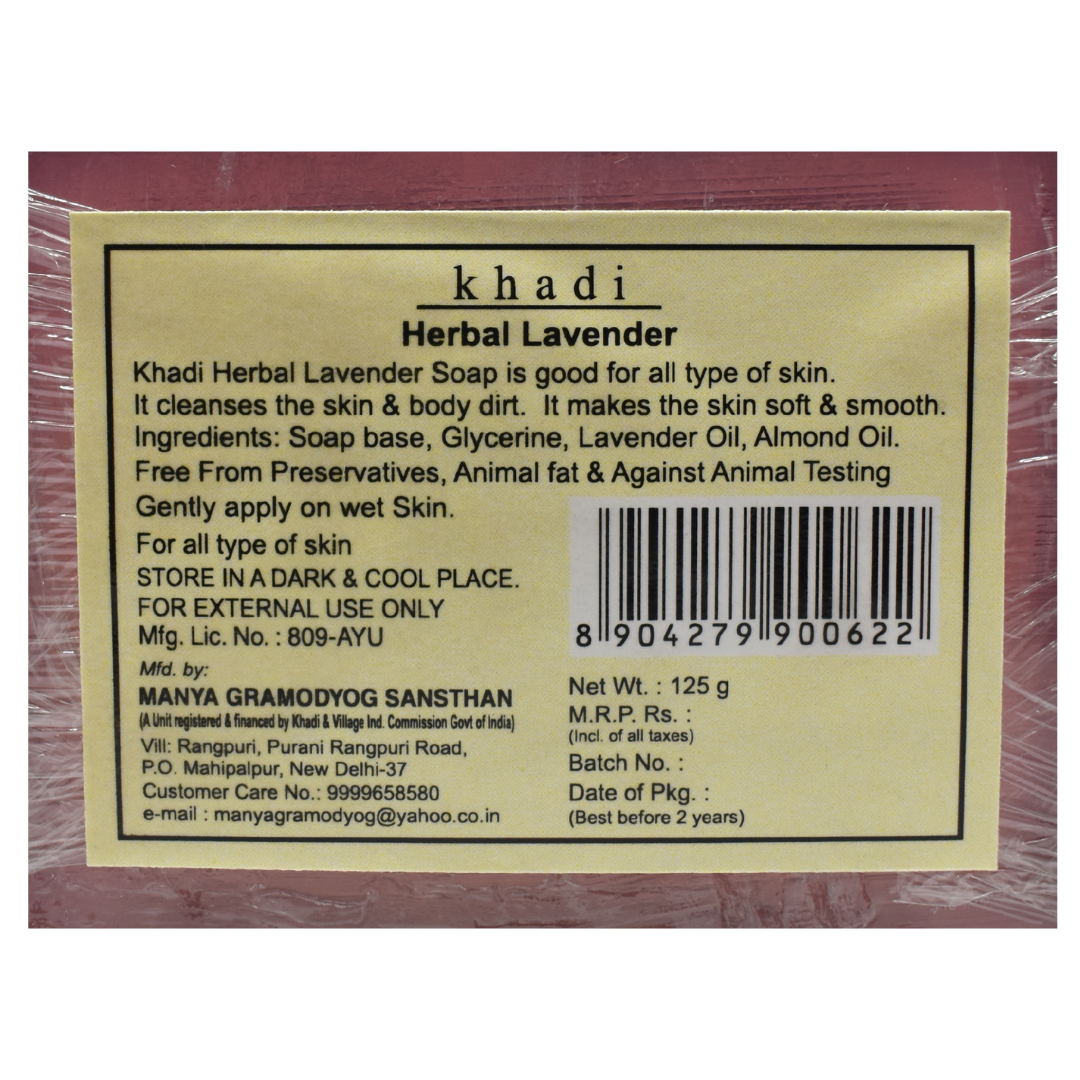 khadi
Herbal Lavender
Khadi Herbal Lavender Soap is good for all type of skin.
It cleanses the skin & body dirt. It makes the skin soft & smooth.
Ingredients: Soap base, Glycerine, Lavender Oil, Almond Oil.
Free From Preservatives, Animal fat & Against Animal Testing
Gently apply on wet Skin.
For all type of skin
STORE IN A DARK & COOL PLACE.
FOR EXTERNAL USE ONLY
Mfg. Lic. No. : 809-AYU
Mfd. by:
MANYA GRAMODYOG SANSTHAN
(A Unit registered & financed by Khadi & Village Ind. Commission Govt of India)
Vill: Rangpuri, Purani Rangpuri Road,
P.O. Mahipalpur, New Delhi-37
Customer Care No.: 9999658580
e-mail : manyagramodyog@yahoo.co.in
8 904279 900622
Net Wt. : 125 g
M.R.P. Rs. :
(Incl. of all taxes)
Batch No. :
Date of Pkg. :
(Best before 2 years)